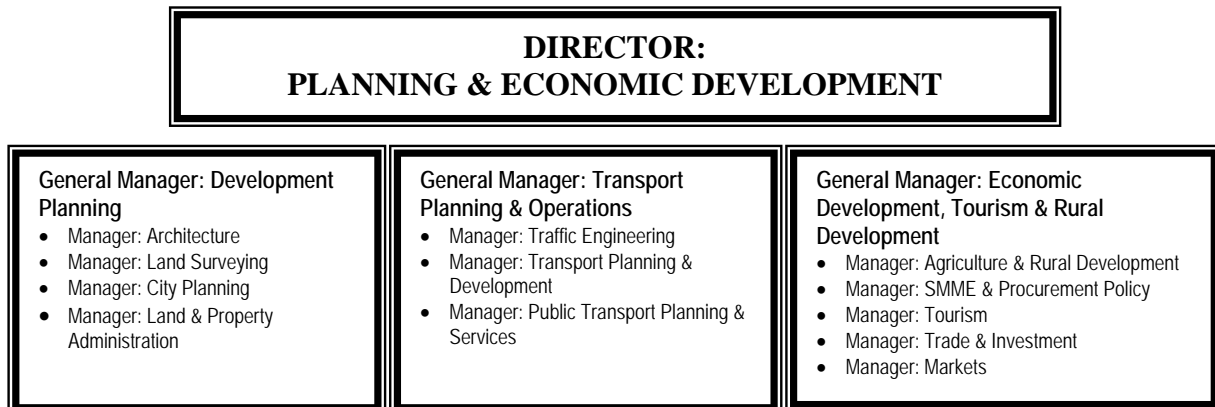 DIRECTOR:
PLANNING & ECONOMIC DEVELOPMENT
General Manager: Development
Planning
• Manager: Architecture
• Manager: Land Surveying
• Manager: City Planning
• Manager: Land & Property
Administration
General Manager: Transport
Planning & Operations
• Manager: Traffic Engineering
• Manager: Transport Planning &
Development
• Manager: Public Transport Planning &
Services
General Manager: Economic
Development, Tourism & Rural
Development
• Manager: Agriculture & Rural Development
• Manager: SMME & Procurement Policy
• Manager: Tourism
• Manager: Trade & Investment
• Manager: Markets